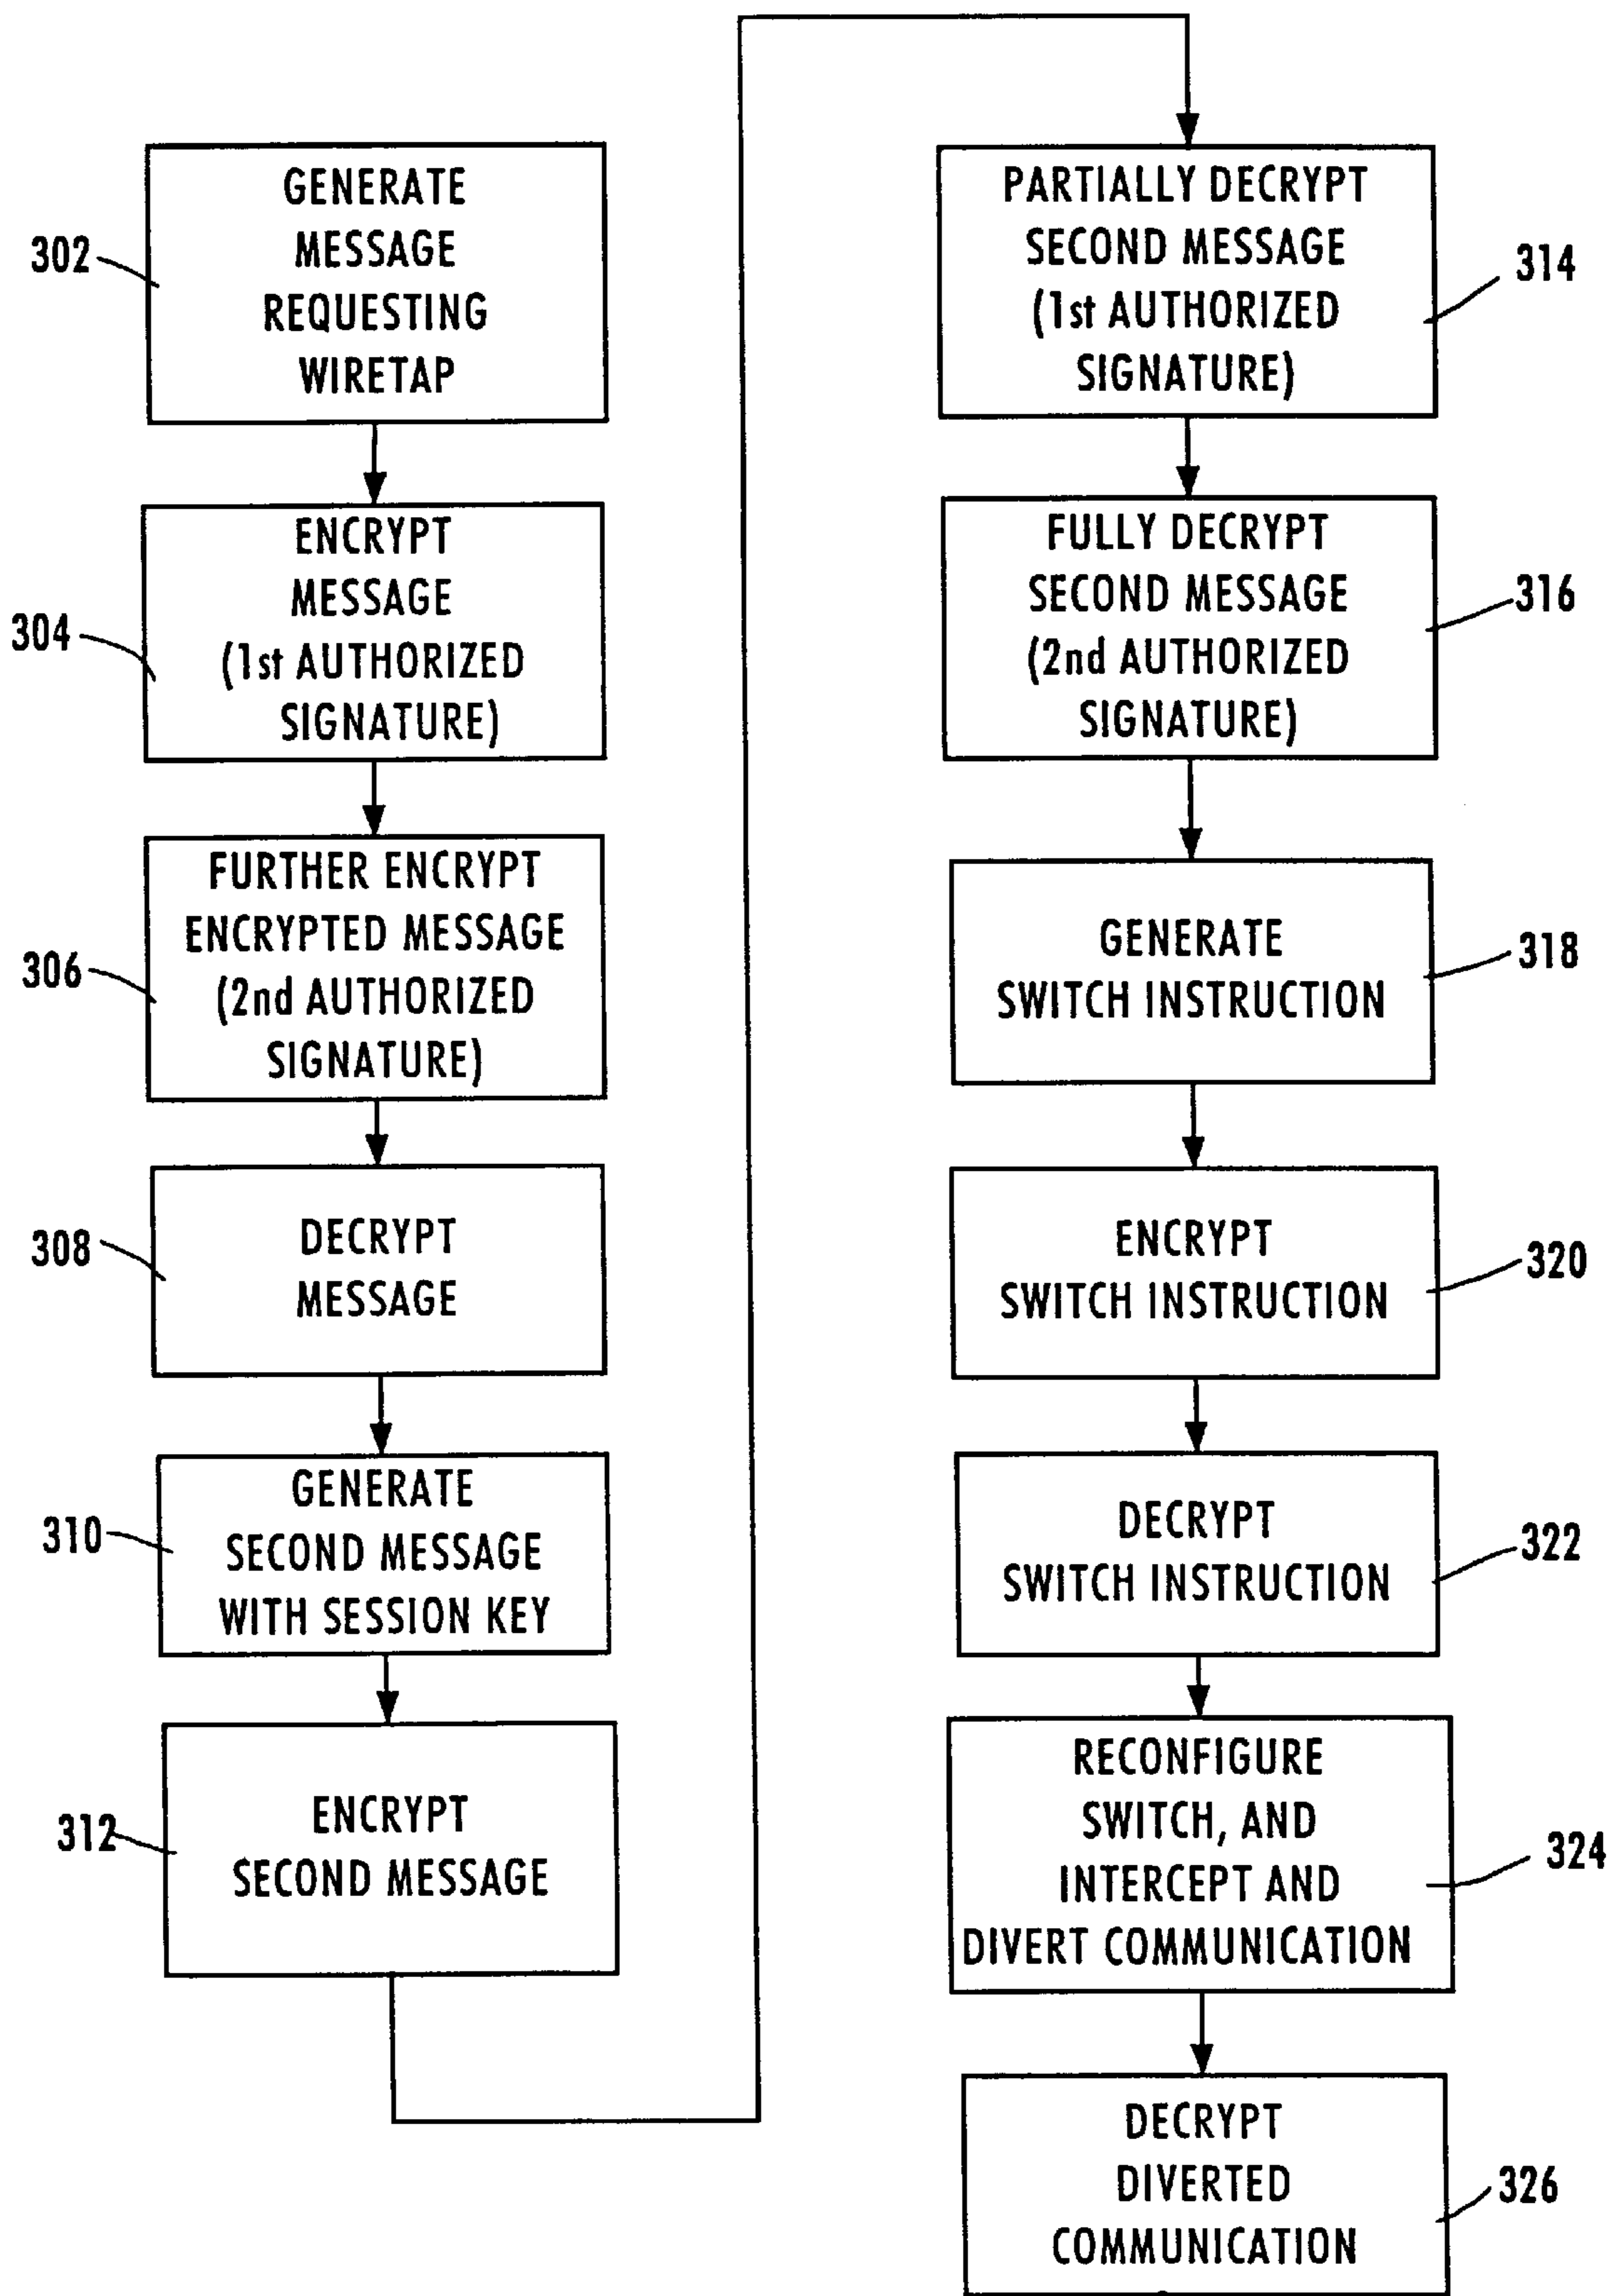 302
GENERATE
MESSAGE
REQUESTING
WIRETAP
304
ENCRYPT
MESSAGE
(1st AUTHORIZED
SIGNATURE)
306
FURTHER ENCRYPT
ENCRYPTED MESSAGE
(2nd AUTHORIZED
SIGNATURE)
308
DECRYPT
MESSAGE
310
GENERATE
SECOND MESSAGE
WITH SESSION KEY
312
ENCRYPT
SECOND MESSAGE
PARTIALLY DECRYPT
SECOND MESSAGE
(1st AUTHORIZED
SIGNATURE)
314
FULLY DECRYPT
SECOND MESSAGE
(2nd AUTHORIZED
SIGNATURE)
316
GENERATE
SWITCH INSTRUCTION
318
ENCRYPT
SWITCH INSTRUCTION
320
DECRYPT
SWITCH INSTRUCTION
322
RECONFIGURE
SWITCH, AND
INTERCEPT AND
DIVERT COMMUNICATION
324
DECRYPT
DIVERTED
COMMUNICATION
326